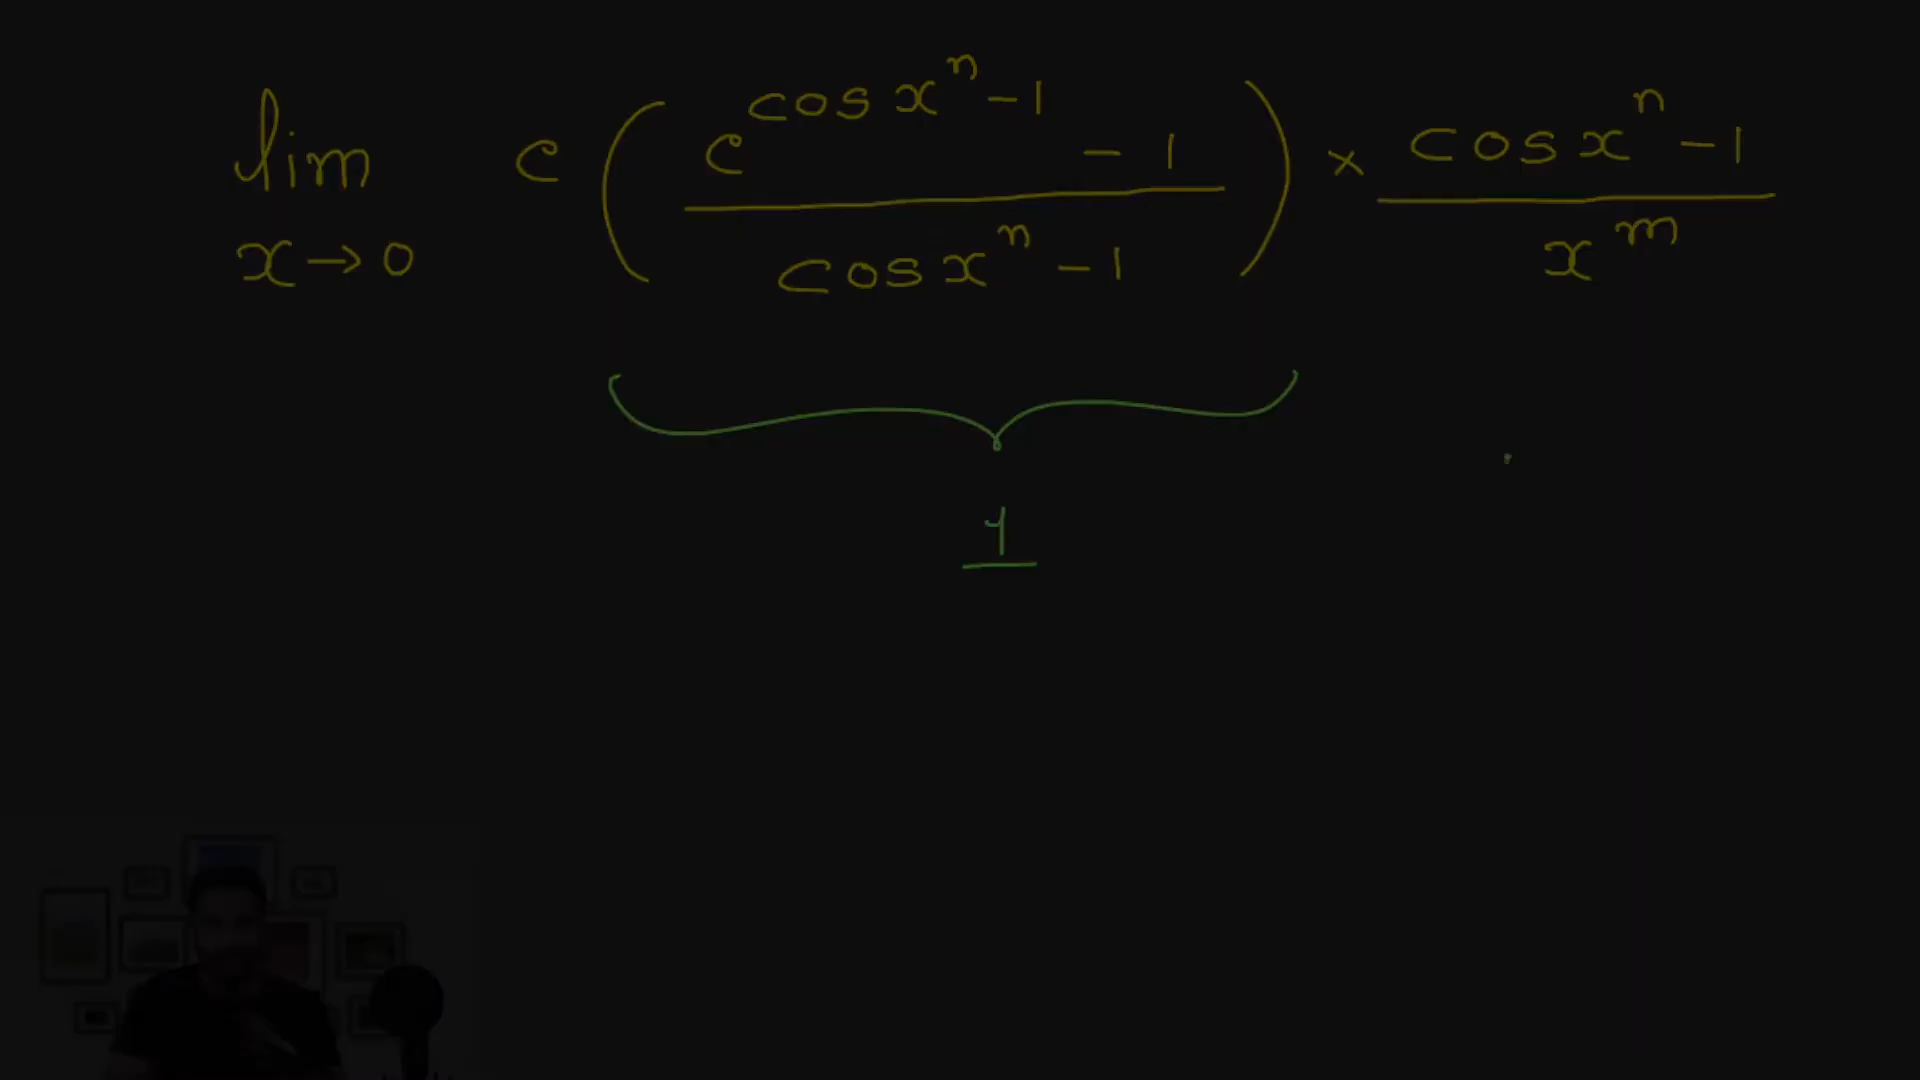 lim x→0 e ( e^(cos x^n − 1) − 1 / cos x^n − 1 ) × cos x^n − 1 / x^m
1